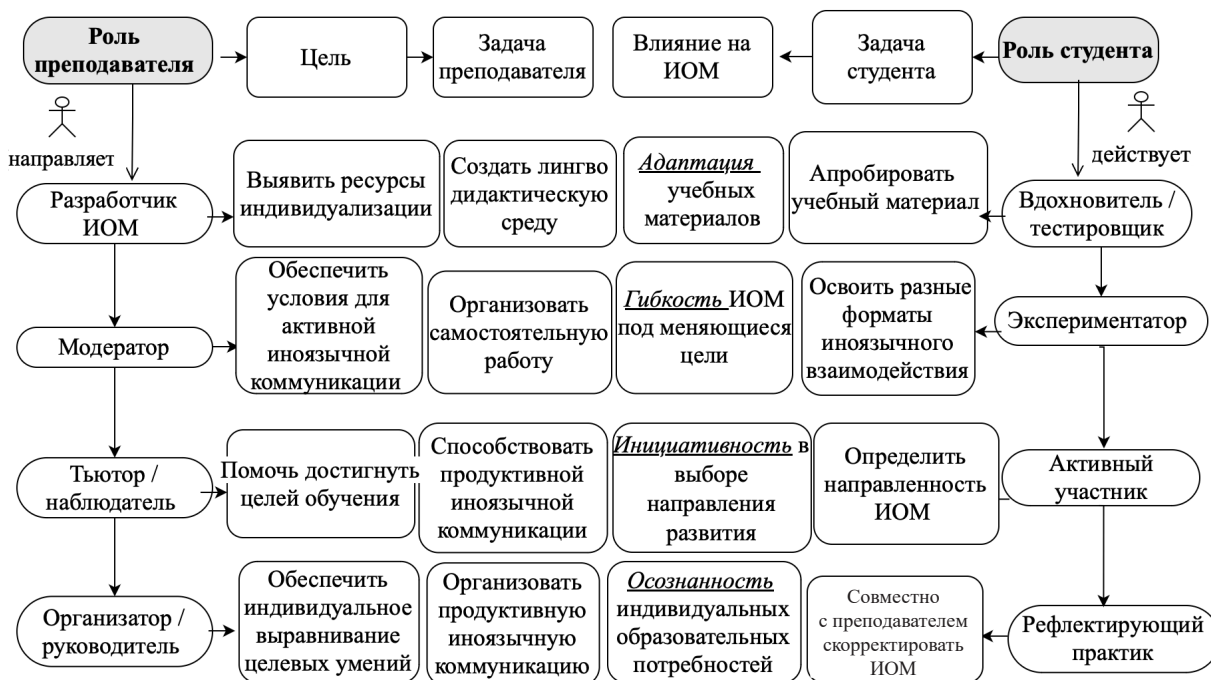 Роль
преподавателя
Цель
Задача
преподавателя
Влияние на
ИОМ
Задача
студента
Роль студента
направляет
действует
Разработчик
ИОМ
Выявить ресурсы
индивидуализации
Создать лингво
дидактическую
среду
Адаптация
учебных
материалов
Апробировать
учебный материал
Вдохновитель /
тестировщик
Модератор
Обеспечить
условия для
активной
иноязычной
коммуникации
Организовать
самостоятельную
работу
Гибкость ИОМ
под меняющиеся
цели
Освоить разные
форматы
иноязычного
взаимодействия
Экспериментатор
Тьютор /
наблюдатель
Помочь достигнуть
целей обучения
Способствовать
продуктивной
иноязычной
коммуникации
Инициативность в
выборе
направления
развития
Определить
направленность
ИОМ
Активный
участник
Организатор /
руководитель
Обеспечить
индивидуальное
выравнивание
целевых умений
Организовать
продуктивную
иноязычную
коммуникацию
Осознанность
индивидуальных
образовательных
потребностей
Совместно
с преподавателем
скорректировать
ИОМ
Рефлектирующий
практик